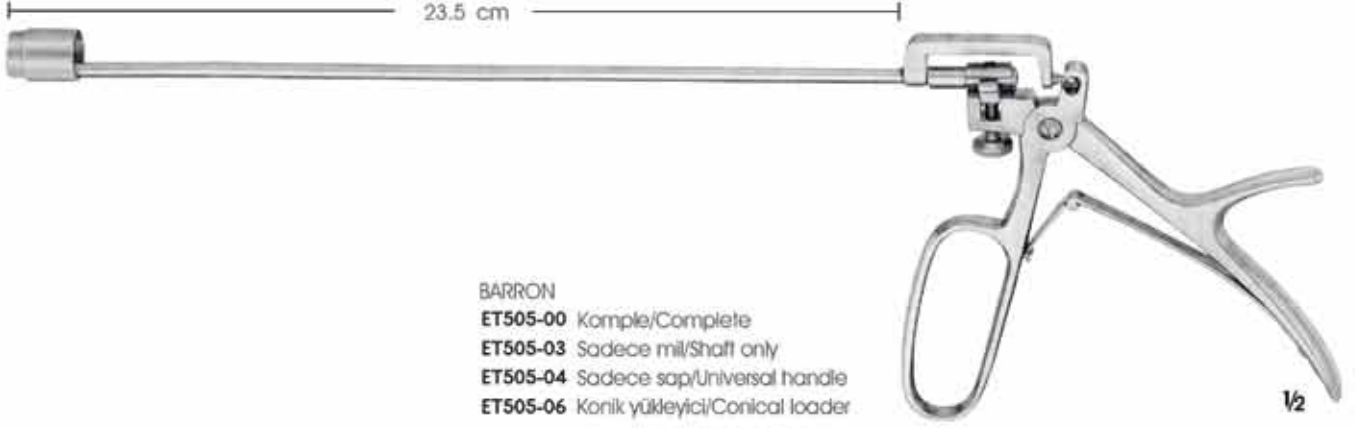 23.5 cm
BARRON
ET505-00 Komple/Complete
ET505-03 Sadece mil/Shaft only
ET505-04 Sadece sap/Universal handle
ET505-06 Konik yükleyici/Conical loader
1/2